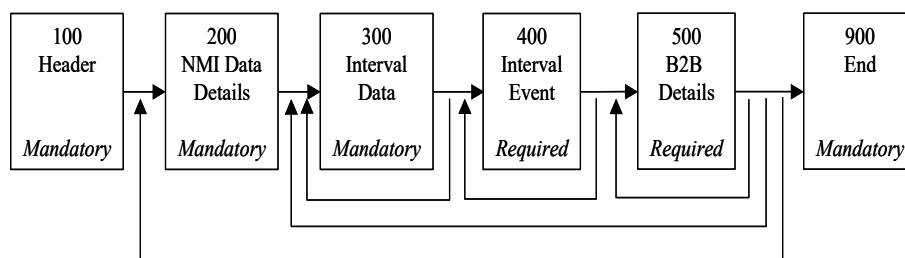 100
Header
Mandatory
200
NMI Data
Details
Mandatory
300
Interval
Data
Mandatory
400
Interval
Event
Required
500
B2B
Details
Required
900
End
Mandatory